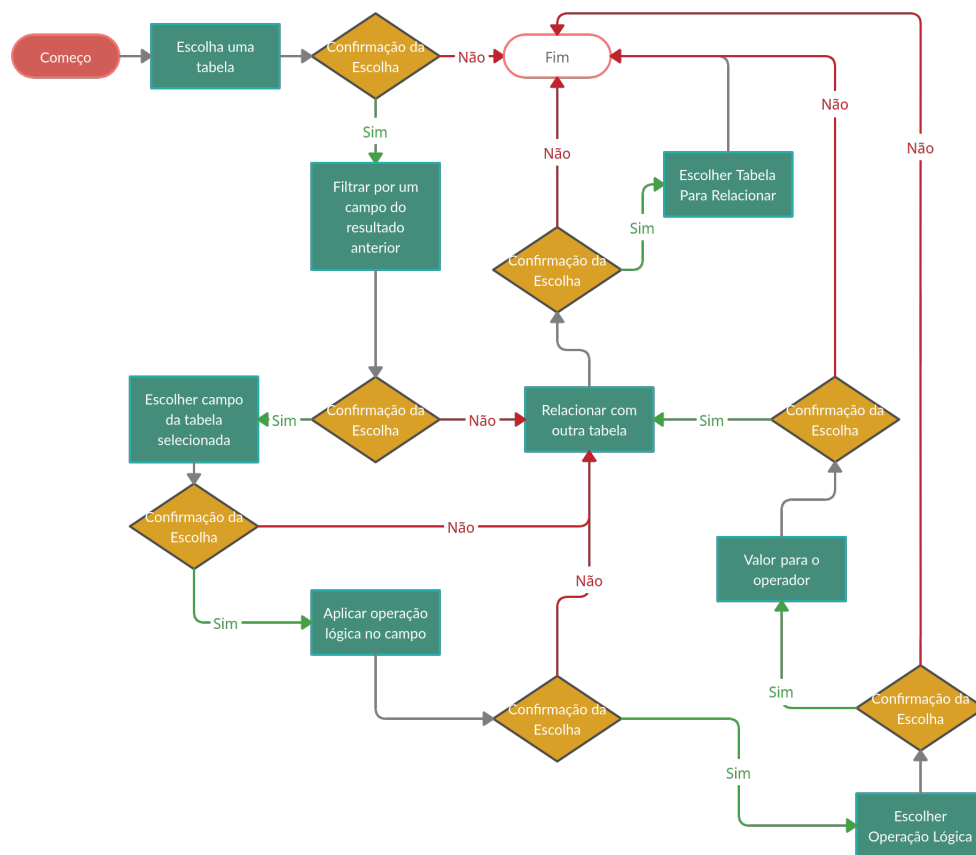 Começo
Escolha uma
tabela
Confirmação da
Escolha
Não
Fim
Sim
Não
Não
Não
Filtrar por um
campo do
resultado
anterior
Escolher Tabela
Para Relacionar
Sim
Confirmação da
Escolha
Escolher campo
da tabela
selecionada
Sim
Confirmação da
Escolha
Não
Relacionar com
outra tabela
Sim
Confirmação da
Escolha
Confirmação da
Escolha
Não
Valor para o
operador
Não
Sim
Aplicar operação
lógica no campo
Confirmação da
Escolha
Sim
Confirmação da
Escolha
Sim
Escolher
Operação Lógica